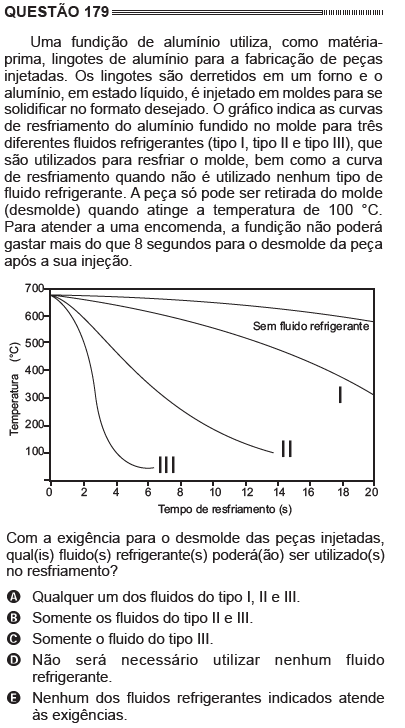 QUESTÃO 179
Uma fundição de alumínio utiliza, como matéria-
prima, lingotes de alumínio para a fabricação de peças
injetadas. Os lingotes são derretidos em um forno e o
alumínio, em estado líquido, é injetado em moldes para se
solidificar no formato desejado. O gráfico indica as curvas
de resfriamento do alumínio fundido no molde para três
diferentes fluidos refrigerantes (tipo I, tipo II e tipo III), que
são utilizados para resfriar o molde, bem como a curva
de resfriamento quando não é utilizado nenhum tipo de
fluido refrigerante. A peça só pode ser retirada do molde
(desmolde) quando atinge a temperatura de 100 °C.
Para atender a uma encomenda, a fundição não poderá
gastar mais do que 8 segundos para o desmolde da peça
após a sua injeção.
700
600
500
400
300
200
100
Temperatura (°C)
Sem fluido refrigerante
I
II
III
0 2 4 6 8 10 12 14 16 18 20
Tempo de resfriamento (s)
Com a exigência para o desmolde das peças injetadas,
qual(is) fluido(s) refrigerante(s) poderá(ão) ser utilizado(s)
no resfriamento?
A Qualquer um dos fluidos do tipo I, II e III.
B Somente os fluidos do tipo II e III.
C Somente o fluido do tipo III.
D Não será necessário utilizar nenhum fluido
refrigerante.
E Nenhum dos fluidos refrigerantes indicados atende
às exigências.